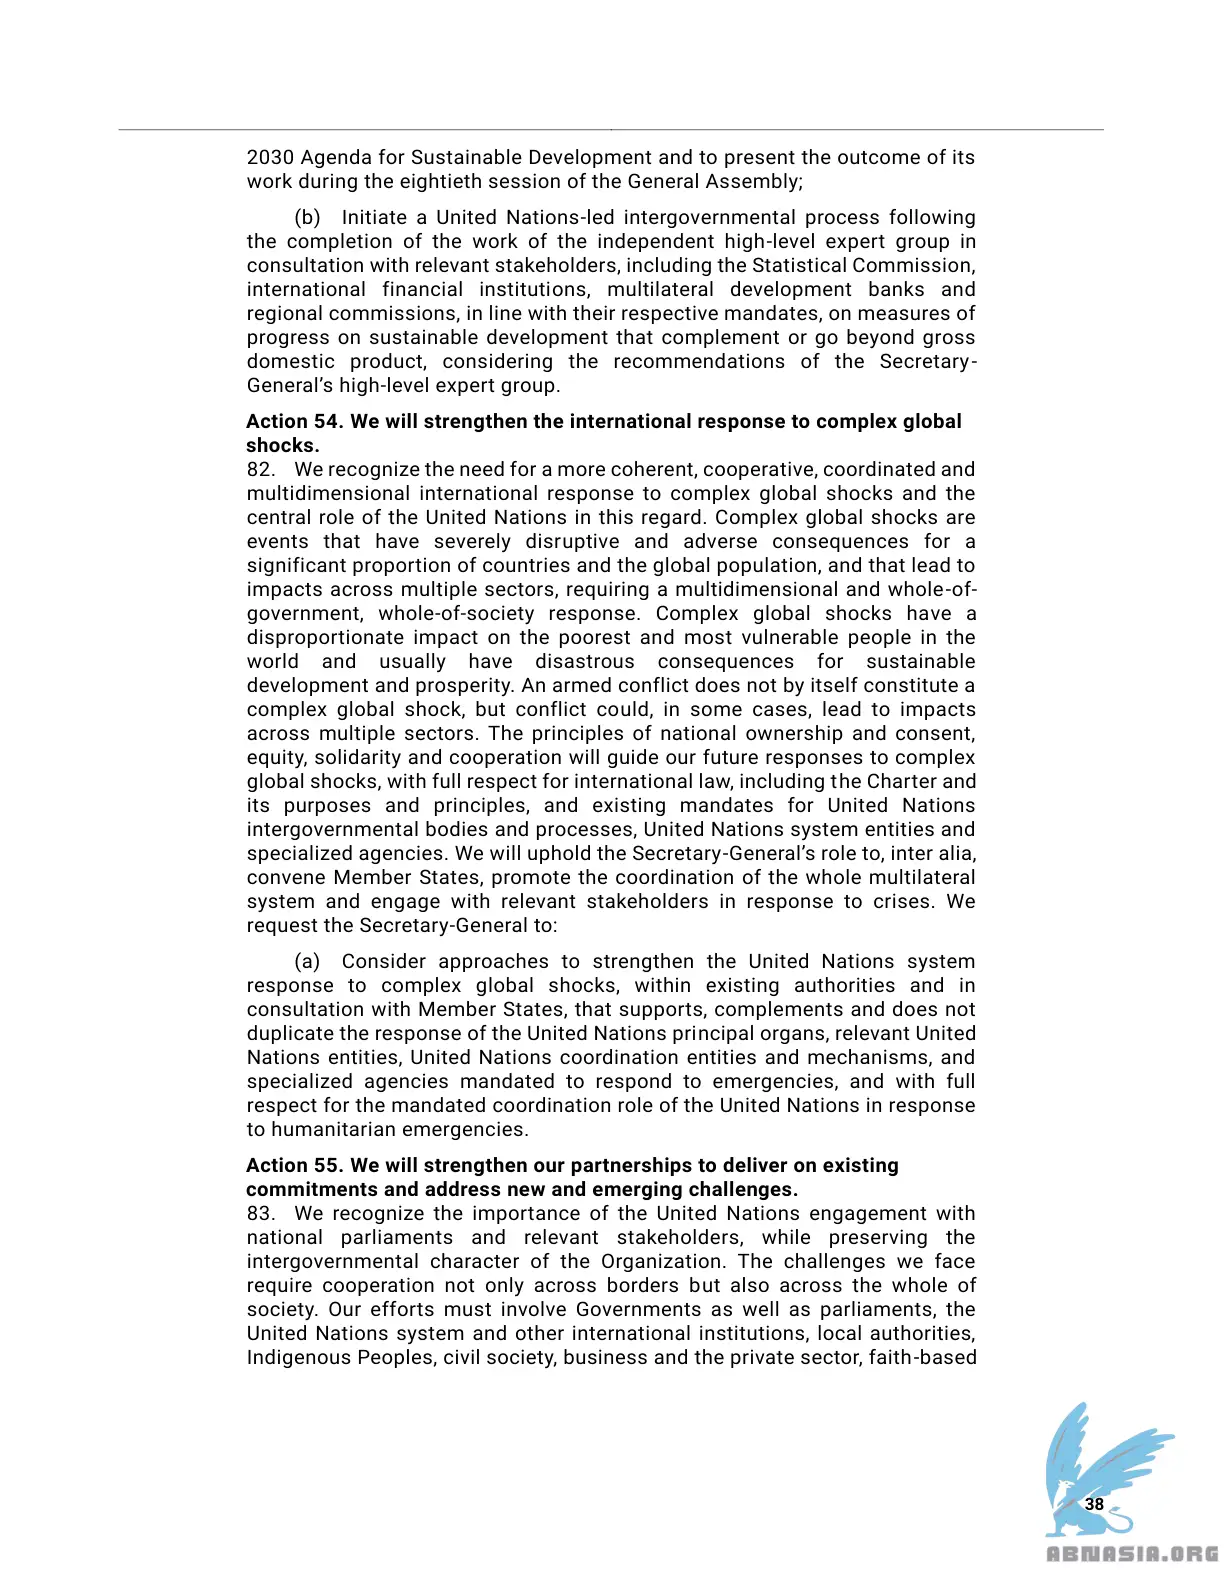 2030 Agenda for Sustainable Development and to present the outcome of its
work during the eightieth session of the General Assembly;
(b) Initiate a United Nations-led intergovernmental process following
the completion of the work of the independent high-level expert group in
consultation with relevant stakeholders, including the Statistical Commission,
international financial institutions, multilateral development banks and
regional commissions, in line with their respective mandates, on measures of
progress on sustainable development that complement or go beyond gross
domestic product, considering the recommendations of the Secretary-
General’s high-level expert group.
Action 54. We will strengthen the international response to complex global
shocks.
82. We recognize the need for a more coherent, cooperative, coordinated and
multidimensional international response to complex global shocks and the
central role of the United Nations in this regard. Complex global shocks are
events that have severely disruptive and adverse consequences for a
significant proportion of countries and the global population, and that lead to
impacts across multiple sectors, requiring a multidimensional and whole-of-
government, whole-of-society response. Complex global shocks have a
disproportionate impact on the poorest and most vulnerable people in the
world and usually have disastrous consequences for sustainable
development and prosperity. An armed conflict does not by itself constitute a
complex global shock, but conflict could, in some cases, lead to impacts
across multiple sectors. The principles of national ownership and consent,
equity, solidarity and cooperation will guide our future responses to complex
global shocks, with full respect for international law, including the Charter and
its purposes and principles, and existing mandates for United Nations
intergovernmental bodies and processes, United Nations system entities and
specialized agencies. We will uphold the Secretary-General’s role to, inter alia,
convene Member States, promote the coordination of the whole multilateral
system and engage with relevant stakeholders in response to crises. We
request the Secretary-General to:
(a) Consider approaches to strengthen the United Nations system
response to complex global shocks, within existing authorities and in
consultation with Member States, that supports, complements and does not
duplicate the response of the United Nations principal organs, relevant United
Nations entities, United Nations coordination entities and mechanisms, and
specialized agencies mandated to respond to emergencies, and with full
respect for the mandated coordination role of the United Nations in response
to humanitarian emergencies.
Action 55. We will strengthen our partnerships to deliver on existing
commitments and address new and emerging challenges.
83. We recognize the importance of the United Nations engagement with
national parliaments and relevant stakeholders, while preserving the
intergovernmental character of the Organization. The challenges we face
require cooperation not only across borders but also across the whole of
society. Our efforts must involve Governments as well as parliaments, the
United Nations system and other international institutions, local authorities,
Indigenous Peoples, civil society, business and the private sector, faith-based
38
ABNASIA.ORG